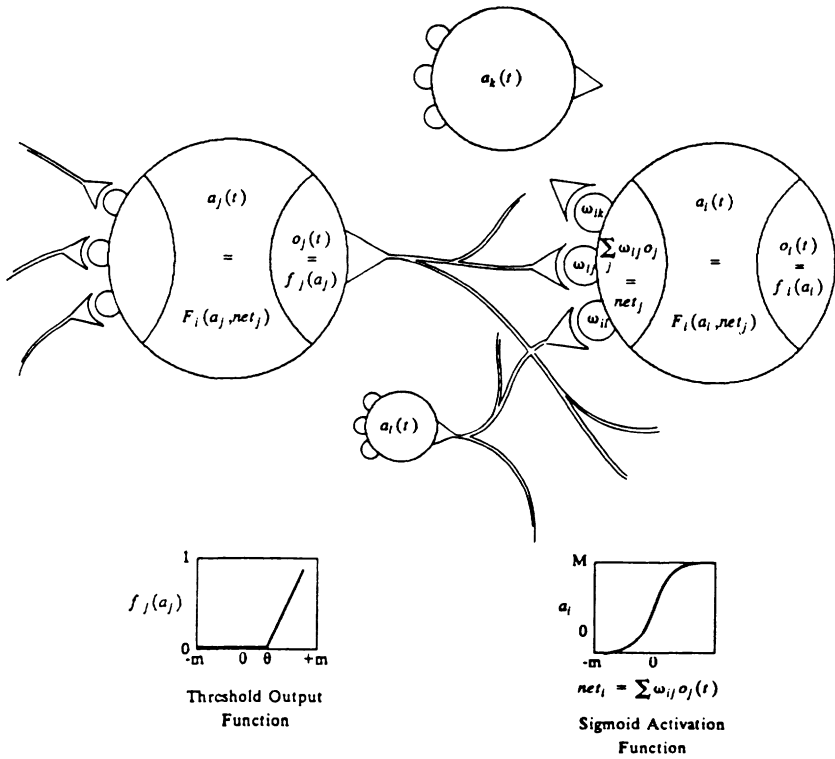 a_k(t)
a_j(t)
=
F_i(a_j, net_j)
o_j(t)
=
f_j(a_j)
ω_ik
ω_ij
ω_il
∑_j ω_ij o_j
=
net_j
a_i(t)
=
F_i(a_i, net_j)
o_i(t)
=
f_i(a_i)
a_l(t)
1
f_j(a_j)
0
-m 0 θ +m
Threshold Output
Function
M
a_i
0
-m 0
net_i = ∑ ω_ij o_j(t)
Sigmoid Activation
Function